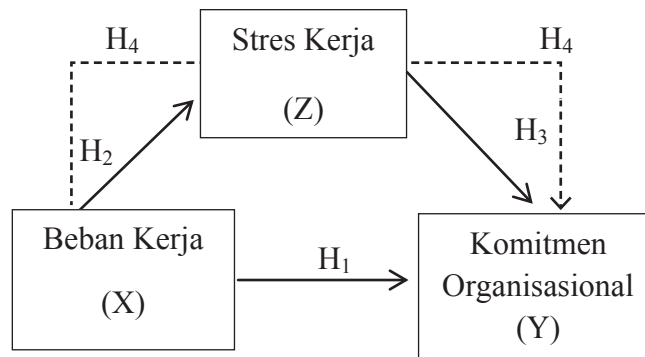 H₄
Stres Kerja
(Z)
H₄
H₂
H₃
Beban Kerja
(X)
H₁
Komitmen
Organisasional
(Y)